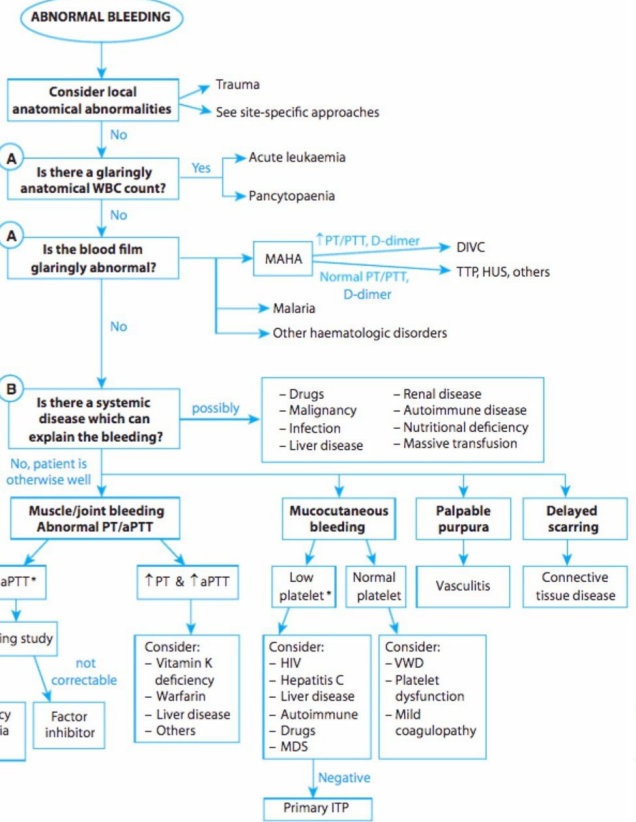 ABNORMAL BLEEDING
Consider local
anatomical abnormalities
Trauma
See site-specific approaches
No
A
Is there a glaringly
anatomical WBC count?
Yes
Acute leukaemia
Pancytopaenia
No
A
Is the blood film
glaringly abnormal?
MAHA
↑PT/PTT, D-dimer
DIVC
Normal PT/PTT,
D-dimer
TTP, HUS, others
Malaria
Other haematologic disorders
No
B
Is there a systemic
disease which can
explain the bleeding?
possibly
– Drugs
– Malignancy
– Infection
– Liver disease
– Renal disease
– Autoimmune disease
– Nutritional deficiency
– Massive transfusion
No, patient is
otherwise well
Muscle/joint bleeding
Abnormal PT/aPTT
Mucocutaneous
bleeding
Palpable
purpura
Delayed
scarring
aPTT*
↑PT & ↑aPTT
Low
platelet*
Normal
platelet
Vasculitis
Connective
tissue disease
ing study
not
correctable
cy
ia
Factor
inhibitor
Consider:
– Vitamin K
deficiency
– Warfarin
– Liver disease
– Others
Consider:
– HIV
– Hepatitis C
– Liver disease
– Autoimmune
– Drugs
– MDS
Consider:
– VWD
– Platelet
dysfunction
– Mild
coagulopathy
Negative
Primary ITP